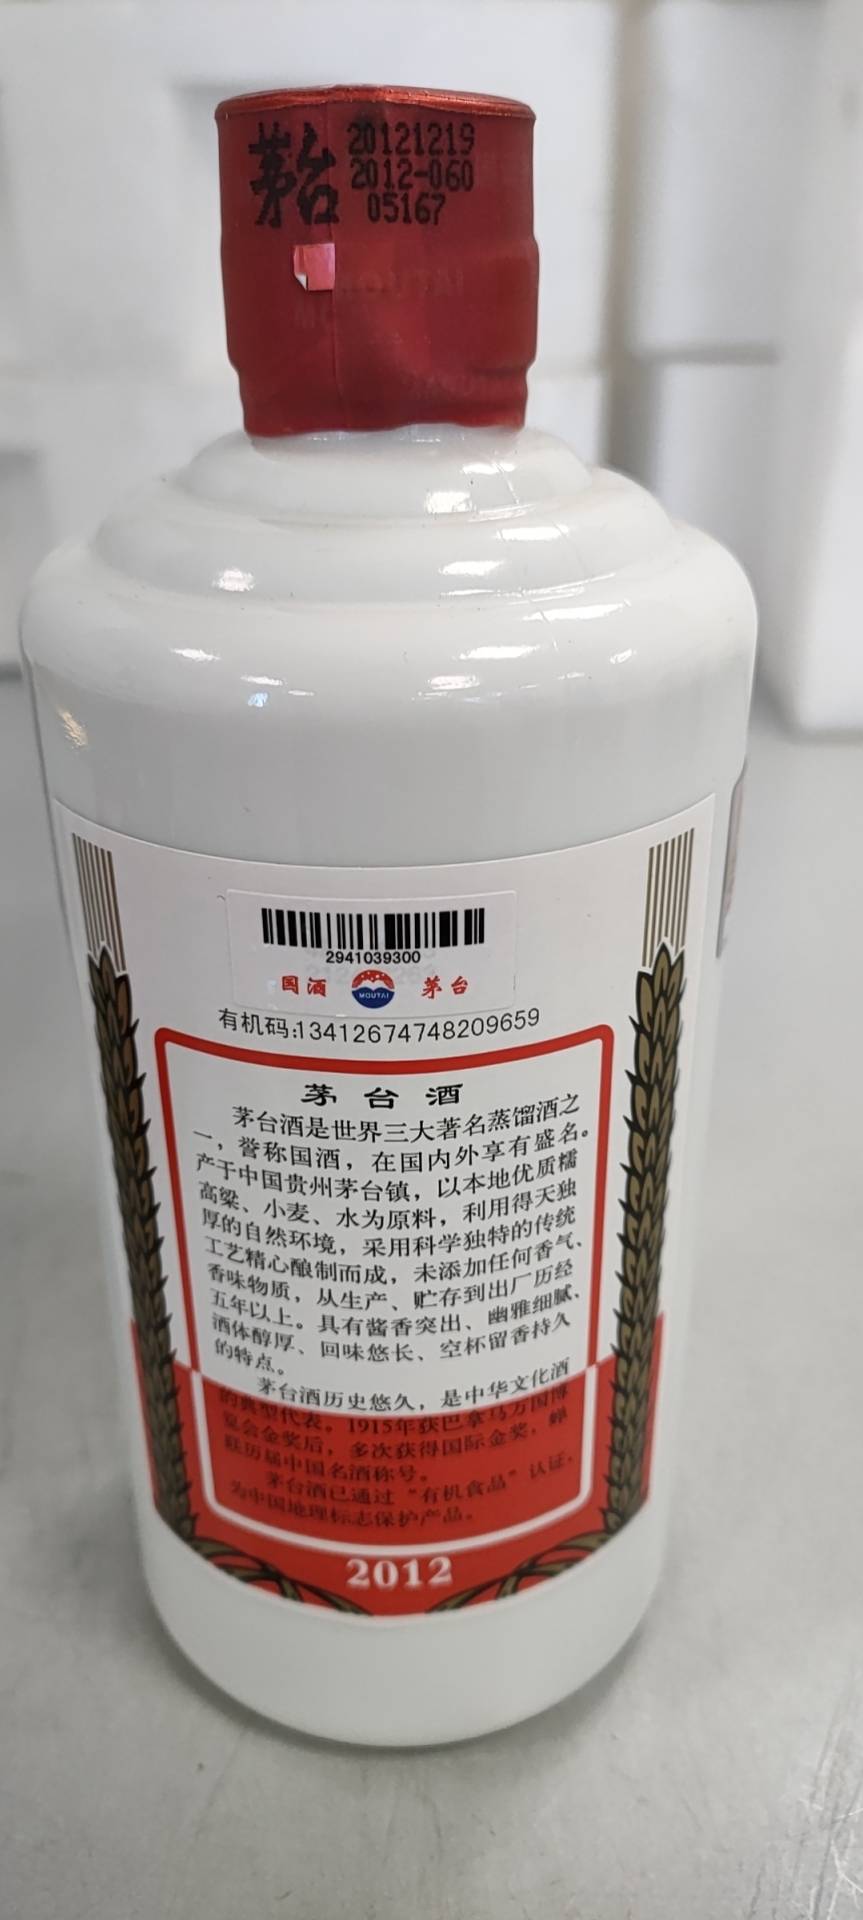 茅台
20121219
2012-060
05167
2941039300
国酒
MOUTAI
茅台
有机码:13412674748209659
茅台酒
茅台酒是世界三大著名蒸馏酒之
一，誉称国酒，在国内外享有盛名。
产于中国贵州茅台镇，以本地优质糯
高粱、小麦、水为原料，利用得天独
厚的自然环境，采用科学独特的传统
工艺精心酿制而成，未添加任何香气、
香味物质，从生产、贮存到出厂历经
五年以上。具有酱香突出、幽雅细腻、
酒体醇厚、回味悠长、空杯留香持久
的特点。
茅台酒历史悠久，是中华文化酒
的典型代表。1915年获巴拿马万国博
览会金奖后，多次获得国际金奖，蝉
联历届中国名酒称号。
茅台酒已通过“有机食品”认证，
为中国地理标志保护产品。
2012